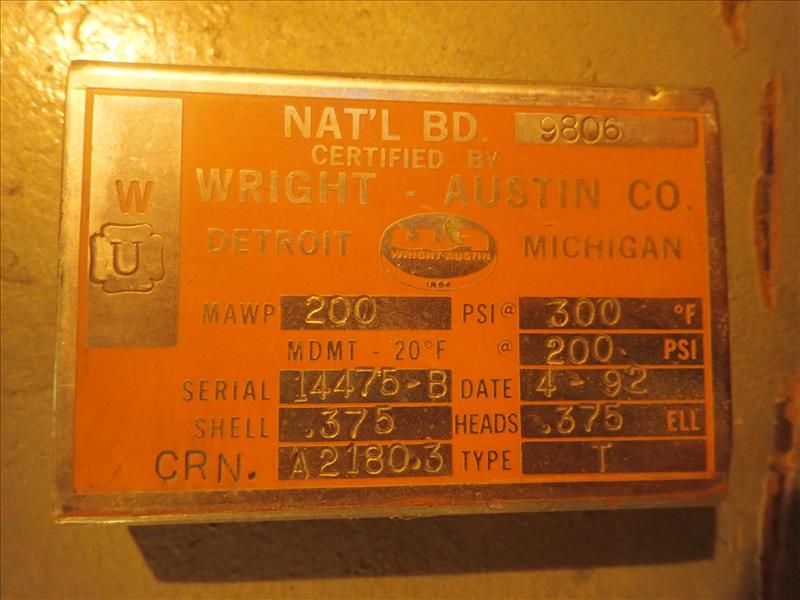 NAT'L BD. 9806
CERTIFIED BY
WRIGHT - AUSTIN CO.
W
U
DETROIT WRIGHT-AUSTIN 1894 MICHIGAN
MAWP 200 PSI @ 300 °F
MDMT - 20°F @ 200 PSI
SERIAL 14475-B DATE 4-92
SHELL .375 HEADS .375 ELL
CRN. A2180.3 TYPE T